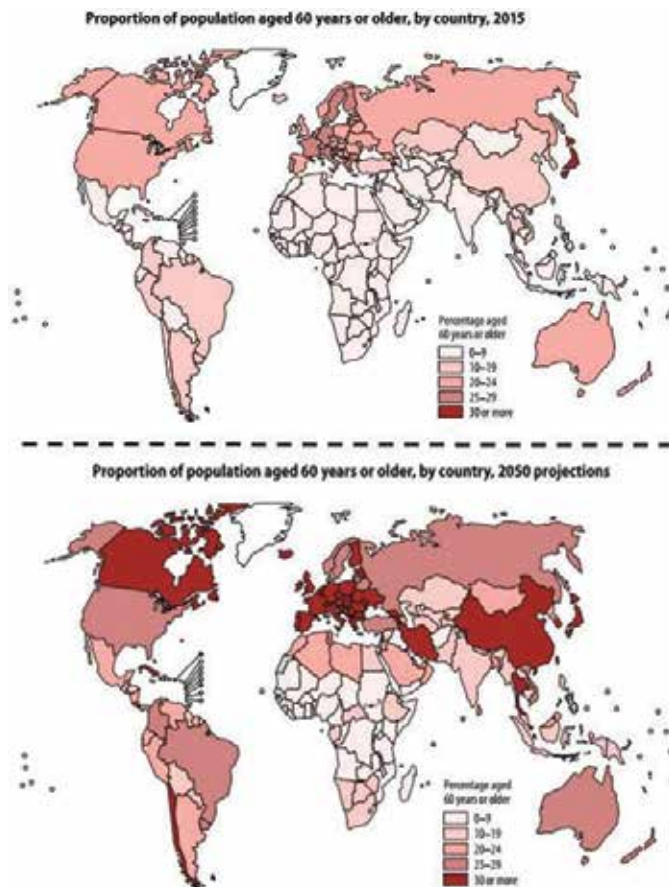 Proportion of population aged 60 years or older, by country, 2015
Percentage aged
60 years or older
0–9
10–19
20–24
25–29
30 or more
Proportion of population aged 60 years or older, by country, 2050 projections
Percentage aged
60 years or older
0–9
10–19
20–24
25–29
30 or more